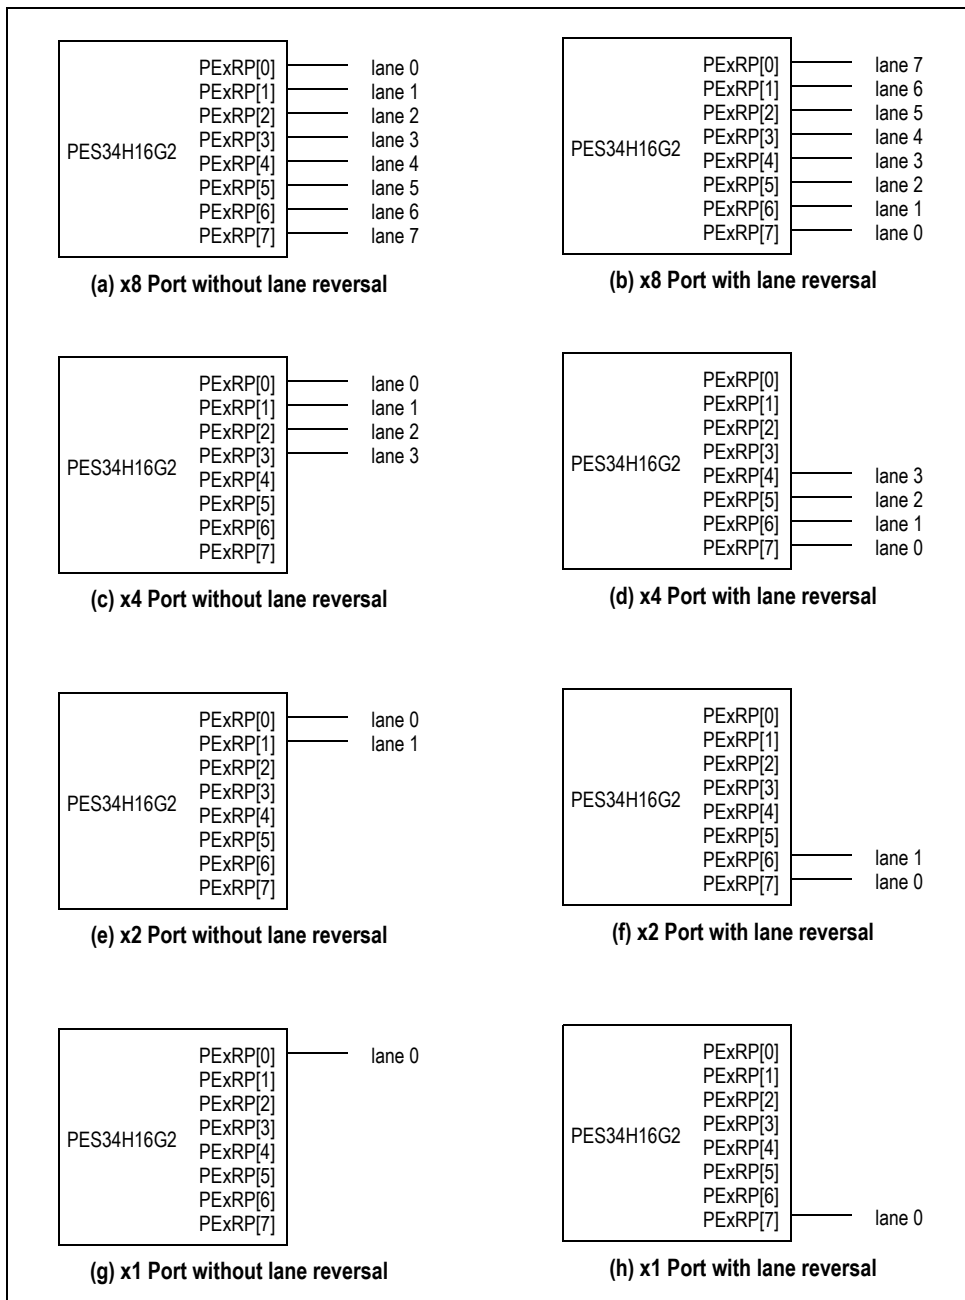 PES34H16G2
PExRP[0] lane 0
PExRP[1] lane 1
PExRP[2] lane 2
PExRP[3] lane 3
PExRP[4] lane 4
PExRP[5] lane 5
PExRP[6] lane 6
PExRP[7] lane 7
(a) x8 Port without lane reversal
PES34H16G2
PExRP[0] lane 7
PExRP[1] lane 6
PExRP[2] lane 5
PExRP[3] lane 4
PExRP[4] lane 3
PExRP[5] lane 2
PExRP[6] lane 1
PExRP[7] lane 0
(b) x8 Port with lane reversal
PES34H16G2
PExRP[0] lane 0
PExRP[1] lane 1
PExRP[2] lane 2
PExRP[3] lane 3
PExRP[4]
PExRP[5]
PExRP[6]
PExRP[7]
(c) x4 Port without lane reversal
PES34H16G2
PExRP[0]
PExRP[1]
PExRP[2]
PExRP[3]
PExRP[4] lane 3
PExRP[5] lane 2
PExRP[6] lane 1
PExRP[7] lane 0
(d) x4 Port with lane reversal
PES34H16G2
PExRP[0] lane 0
PExRP[1] lane 1
PExRP[2]
PExRP[3]
PExRP[4]
PExRP[5]
PExRP[6]
PExRP[7]
(e) x2 Port without lane reversal
PES34H16G2
PExRP[0]
PExRP[1]
PExRP[2]
PExRP[3]
PExRP[4]
PExRP[5]
PExRP[6] lane 1
PExRP[7] lane 0
(f) x2 Port with lane reversal
PES34H16G2
PExRP[0] lane 0
PExRP[1]
PExRP[2]
PExRP[3]
PExRP[4]
PExRP[5]
PExRP[6]
PExRP[7]
(g) x1 Port without lane reversal
PES34H16G2
PExRP[0]
PExRP[1]
PExRP[2]
PExRP[3]
PExRP[4]
PExRP[5]
PExRP[6]
PExRP[7] lane 0
(h) x1 Port with lane reversal